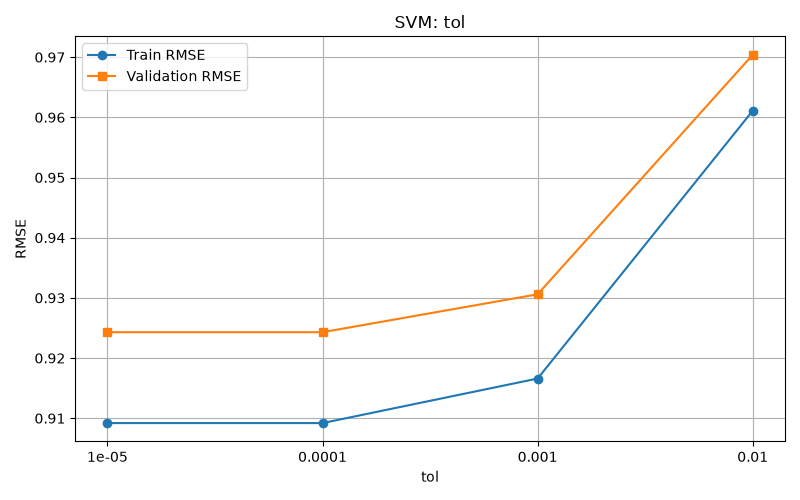 SVM: tol
Train RMSE
Validation RMSE
RMSE
0.97
0.96
0.95
0.94
0.93
0.92
0.91
1e-05
0.0001
0.001
0.01
tol